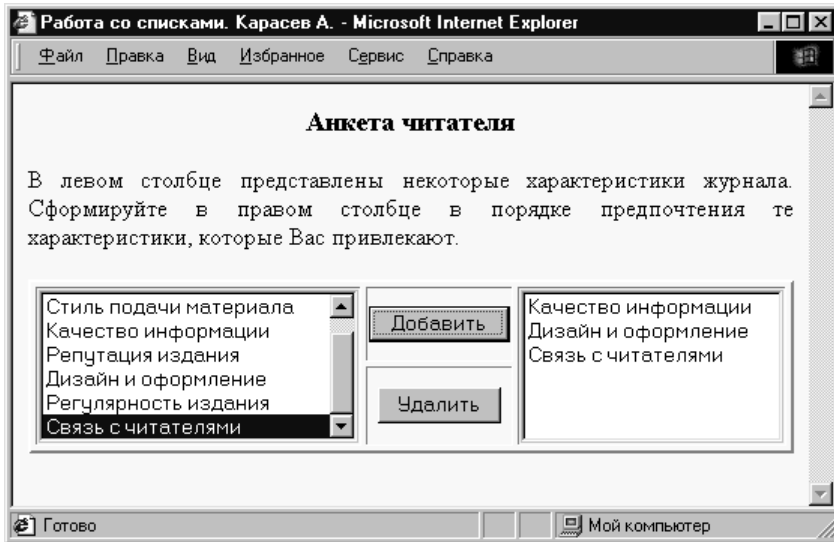 Работа со списками. Карасев А. - Microsoft Internet Explorer
Файл Правка Вид Избранное Сервис Справка
Анкета читателя
В левом столбце представлены некоторые характеристики журнала.
Сформируйте в правом столбце в порядке предпочтения те
характеристики, которые Вас привлекают.
Стиль подачи материала
Качество информации
Репутация издания
Дизайн и оформление
Регулярность издания
Связь с читателями
Добавить
Удалить
Качество информации
Дизайн и оформление
Связь с читателями
Готово
Мой компьютер